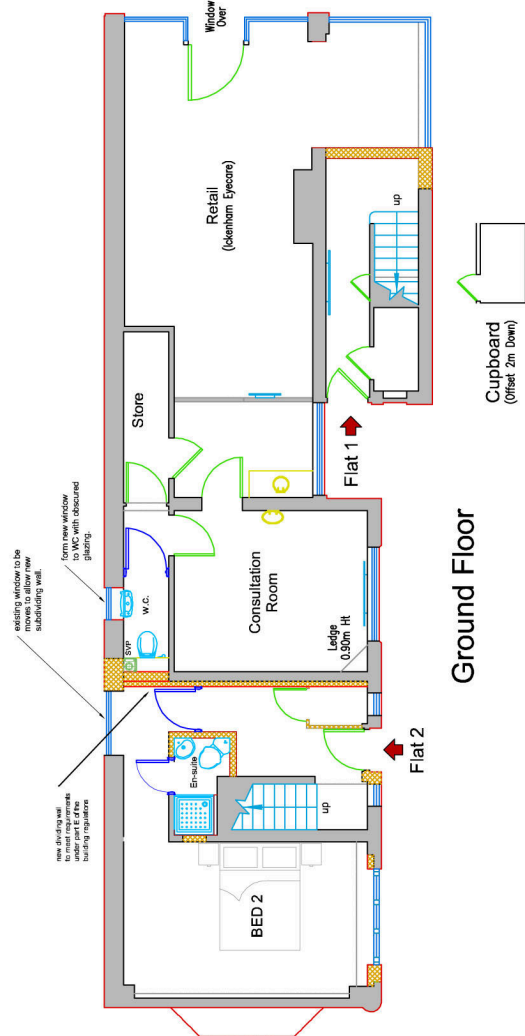 existing window to be
moves to allow new
subdividing wall.
form new window
to WC with obscured
glazing.
new dividing wall
to meet requirements
under part E of the
building regulations
Window
Over
Retail
(Ickenham Eyecare)
Store
up
Cupboard
(Offset 2m Down)
Flat 1
w.c.
SVP
Consultation
Room
Ledge
0.90m Ht
En-suite
up
Flat 2
BED 2
Ground Floor